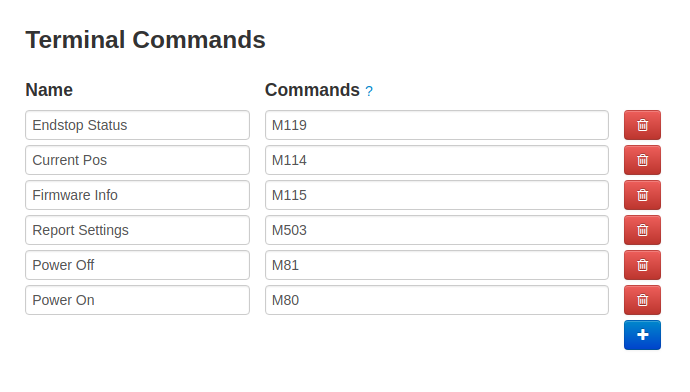 Terminal Commands
Name Commands ?
Endstop Status M119
Current Pos M114
Firmware Info M115
Report Settings M503
Power Off M81
Power On M80